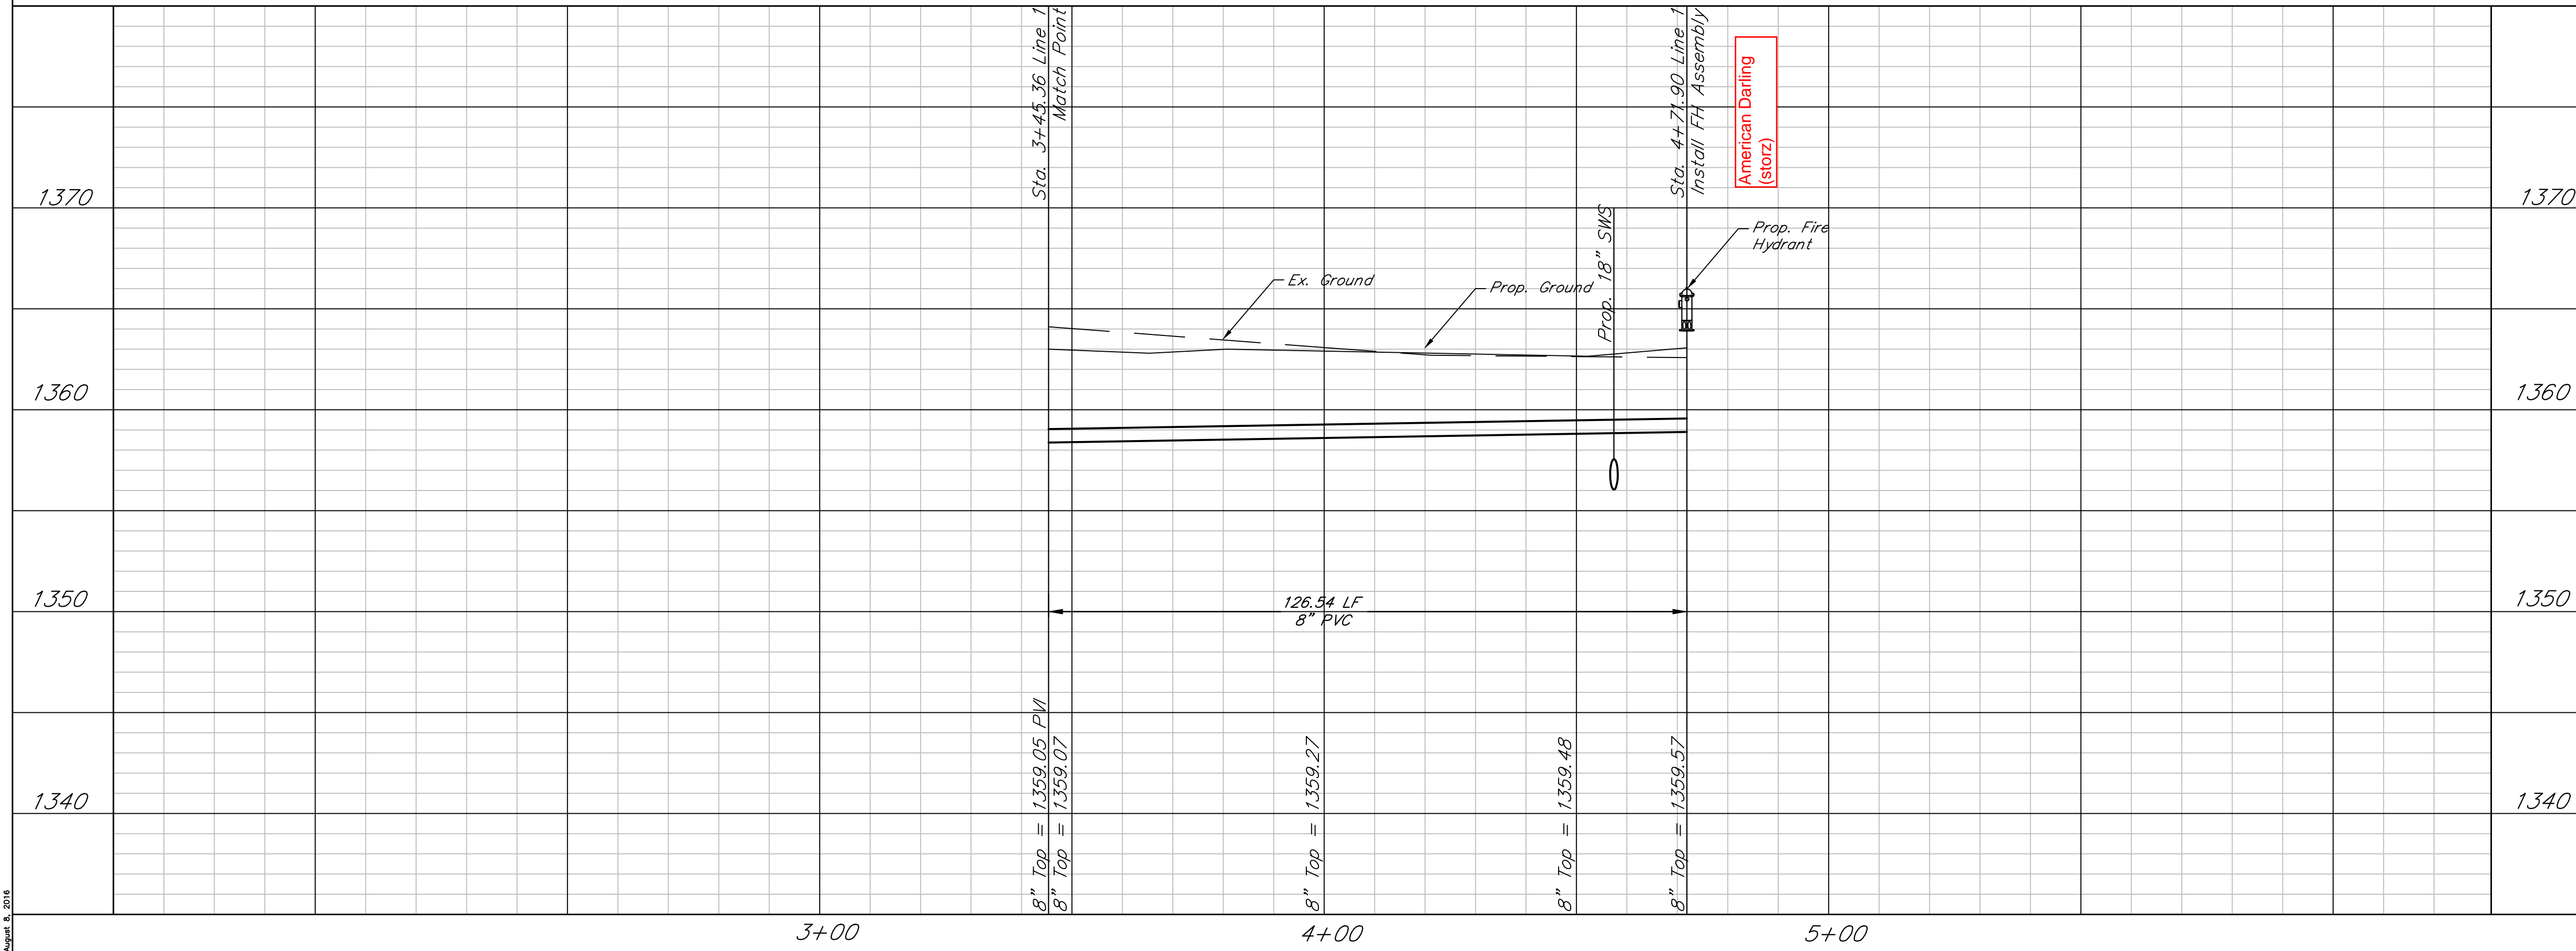 Sta. 3+45.36 Line 1
Match Point
Sta. 4+71.90 Line 1
Install FH Assembly
American Darling
(storz)
1370
1370
Prop. 18" SWS
Prop. Fire
Hydrant
Ex. Ground
Prop. Ground
1360
1360
1350
1350
126.54 LF
8" PVC
8" Top = 1359.05 PVI
8" Top = 1359.07
8" Top = 1359.27
8" Top = 1359.48
8" Top = 1359.57
1340
1340
3+00
4+00
5+00
August 8, 2016